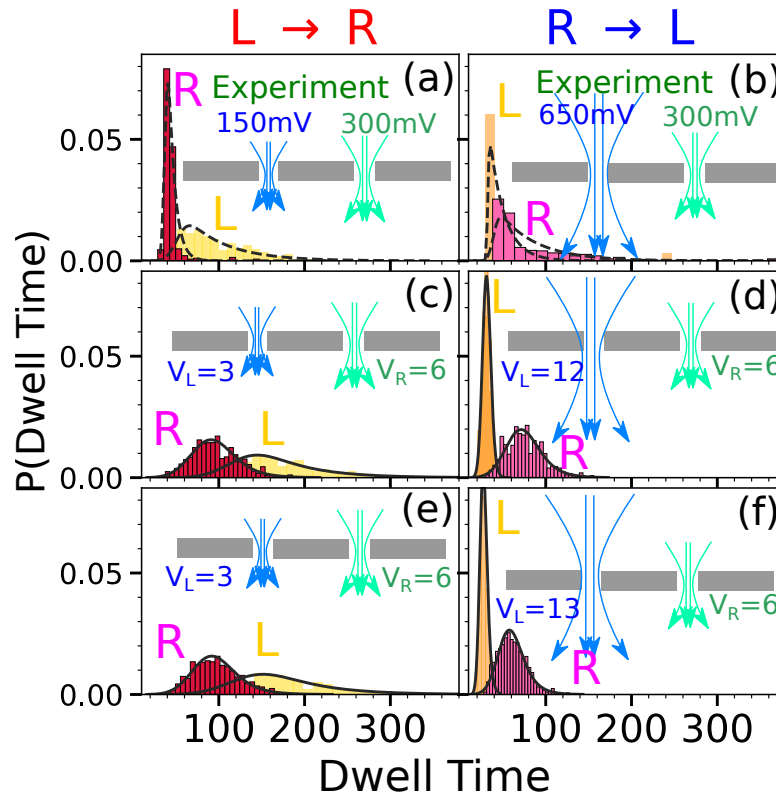 L → R
R → L
P(Dwell Time)
(a)
R
Experiment
150mV
300mV
L
0.05
0.00
(b)
L
Experiment
650mV
300mV
R
(c)
V_L=3
V_R=6
R
L
0.05
0.00
(d)
L
V_L=12
V_R=6
R
(e)
V_L=3
V_R=6
R
L
0.05
0.00
(f)
L
V_L=13
V_R=6
R
100
200
300
100
200
300
Dwell Time